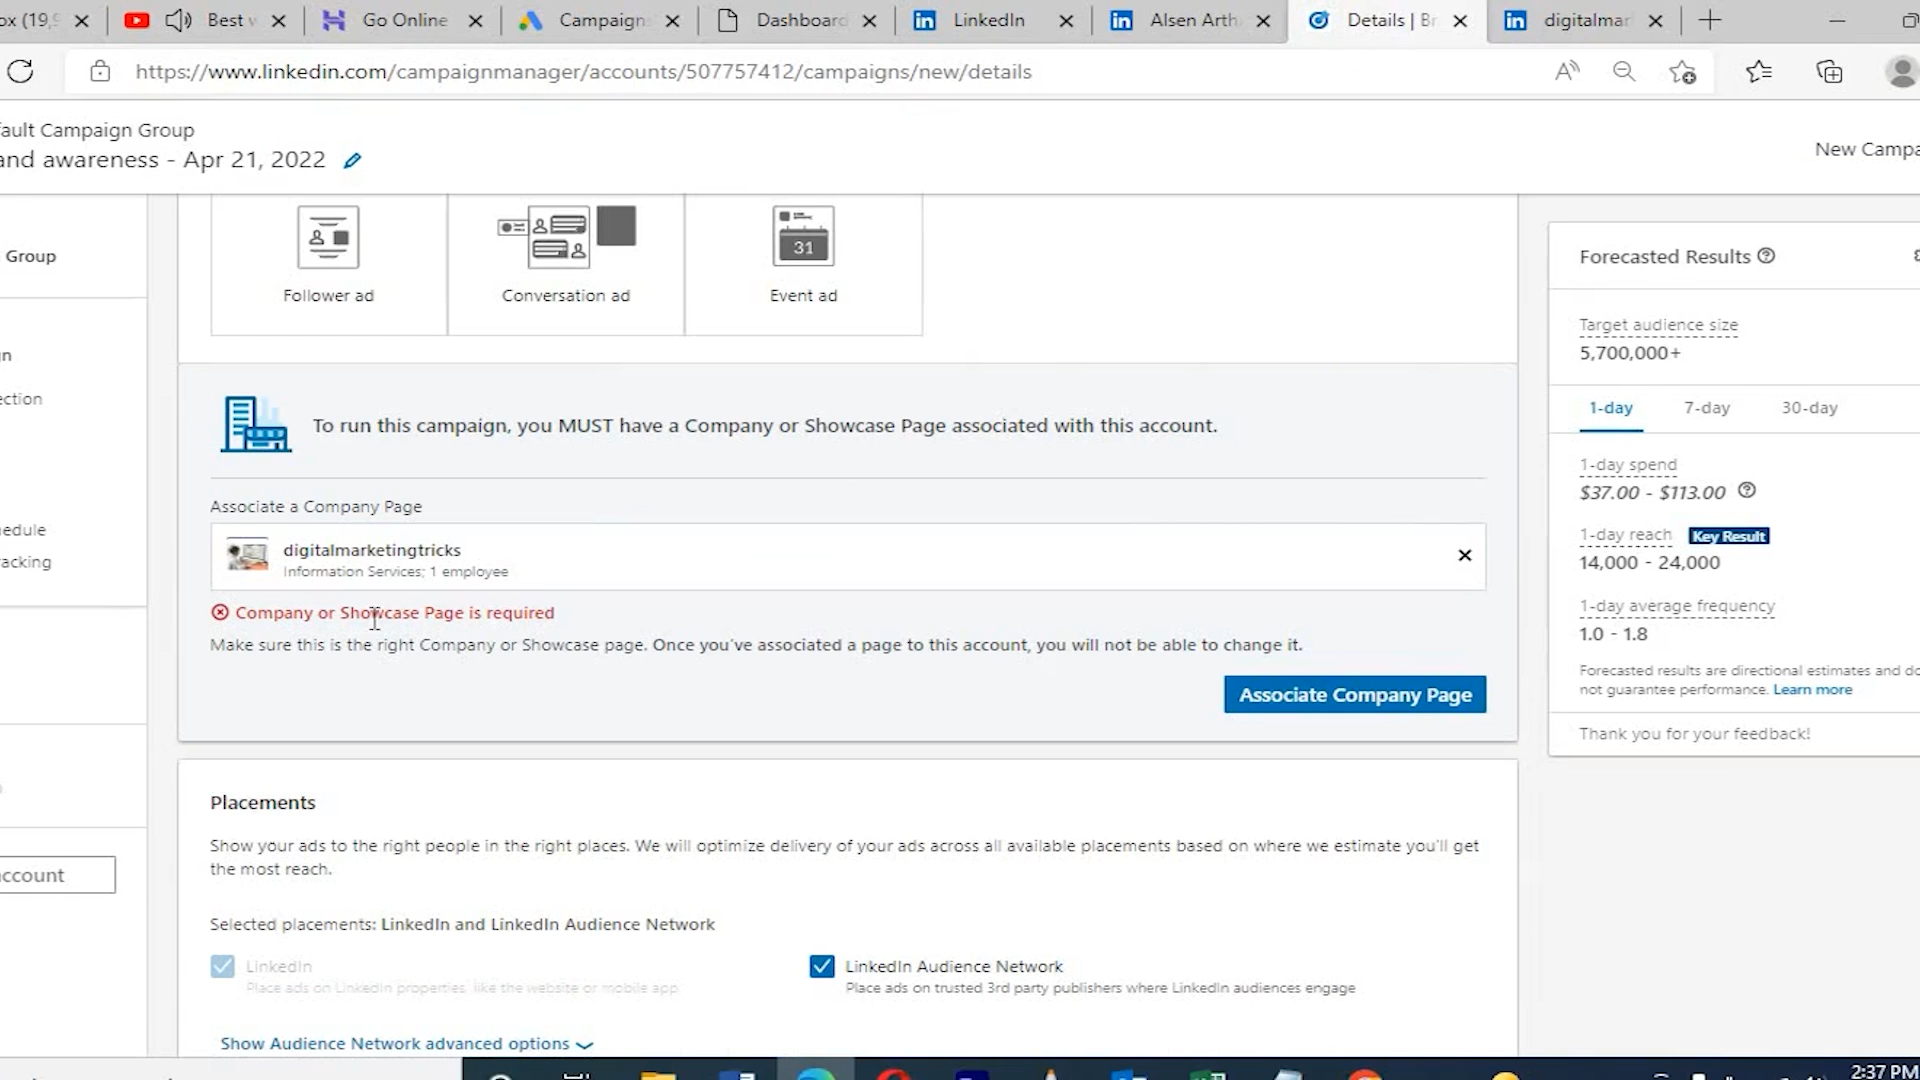 ox (19,9
Best v
Go Online
Campaign
Dashboard
LinkedIn
Alsen Arth
Details | Br
digitalmar
https://www.linkedin.com/campaignmanager/accounts/507757412/campaigns/new/details
fault Campaign Group
and awareness - Apr 21, 2022
New Campa
Group
n
ection
edule
acking
account
31
Follower ad
Conversation ad
Event ad
To run this campaign, you MUST have a Company or Showcase Page associated with this account.
Associate a Company Page
digitalmarketingtricks
Information Services; 1 employee
Company or Showcase Page is required
Make sure this is the right Company or Showcase page. Once you've associated a page to this account, you will not be able to change it.
Associate Company Page
Placements
Show your ads to the right people in the right places. We will optimize delivery of your ads across all available placements based on where we estimate you'll get
the most reach.
Selected placements: LinkedIn and LinkedIn Audience Network
LinkedIn
Place ads on LinkedIn properties, like the website or mobile app
LinkedIn Audience Network
Place ads on trusted 3rd party publishers where LinkedIn audiences engage
Show Audience Network advanced options
Forecasted Results
Target audience size
5,700,000+
1-day 7-day 30-day
1-day spend
$37.00 - $113.00
1-day reach Key Result
14,000 - 24,000
1-day average frequency
1.0 - 1.8
Forecasted results are directional estimates and do
not guarantee performance. Learn more
Thank you for your feedback!
2:37 PM